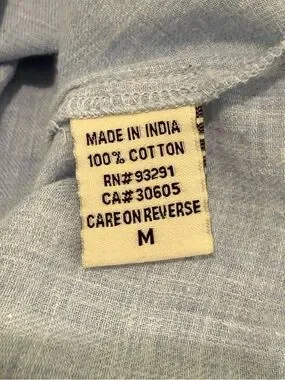 MADE IN INDIA
100% COTTON
RN# 93291
CA# 30605
CARE ON REVERSE
M